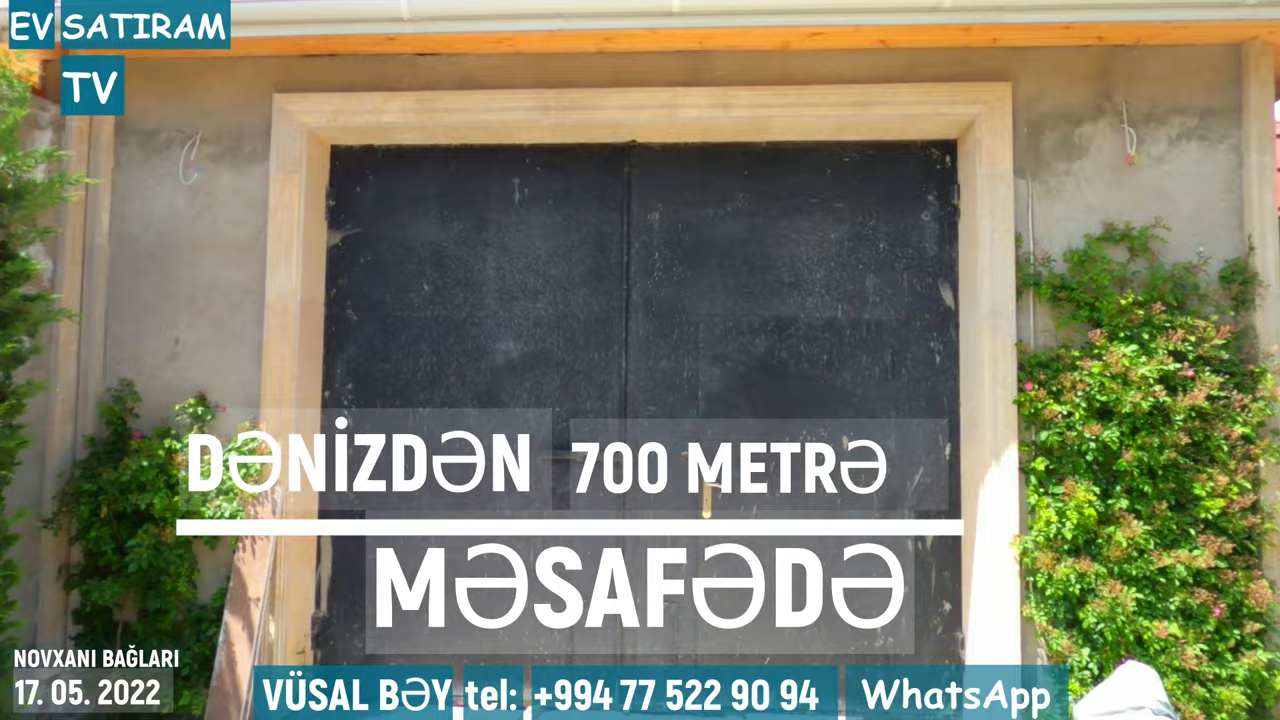 EV SATIRAM
TV
DƏNİZDƏN 700 METRƏ
MƏSAFƏDƏ
NOVXANI BAĞLARI
17. 05. 2022
VÜSAL BƏY tel: +994 77 522 90 94 WhatsApp